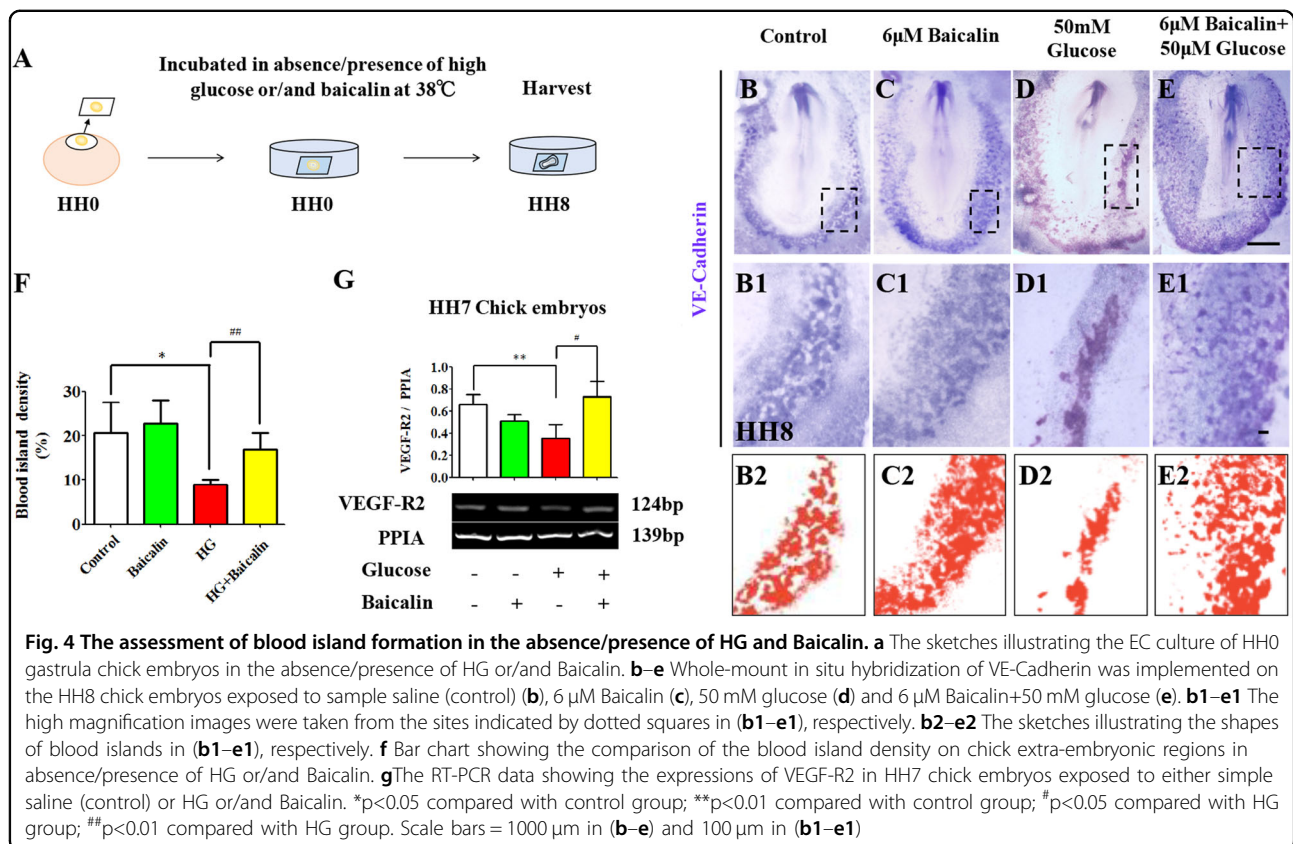 A
Incubated in absence/presence of high
glucose or/and baicalin at 38℃
Harvest
HH0
HH0
HH8
Control
6μM Baicalin
50mM
Glucose
6μM Baicalin+
50μM Glucose
VE-Cadherin
B
C
D
E
B1
C1
D1
E1
HH8
B2
C2
D2
E2
F
*
##
Blood island density
(%)
30
20
10
0
Control
Baicalin
HG
HG+Baicalin
G
HH7 Chick embryos
**
#
VEGF-R2 / PPIA
1.0
0.8
0.6
0.4
0.2
0.0
VEGF-R2
124bp
PPIA
139bp
Glucose - - + +
Baicalin - + - +
Fig. 4 The assessment of blood island formation in the absence/presence of HG and Baicalin. a The sketches illustrating the EC culture of HH0
gastrula chick embryos in the absence/presence of HG or/and Baicalin. b–e Whole-mount in situ hybridization of VE-Cadherin was implemented on
the HH8 chick embryos exposed to sample saline (control) (b), 6 μM Baicalin (c), 50 mM glucose (d) and 6 μM Baicalin+50 mM glucose (e). b1–e1 The
high magnification images were taken from the sites indicated by dotted squares in (b1–e1), respectively. b2–e2 The sketches illustrating the shapes
of blood islands in (b1–e1), respectively. f Bar chart showing the comparison of the blood island density on chick extra-embryonic regions in
absence/presence of HG or/and Baicalin. gThe RT-PCR data showing the expressions of VEGF-R2 in HH7 chick embryos exposed to either simple
saline (control) or HG or/and Baicalin. *p<0.05 compared with control group; **p<0.01 compared with control group; #p<0.05 compared with HG
group; ##p<0.01 compared with HG group. Scale bars = 1000 μm in (b–e) and 100 μm in (b1–e1)